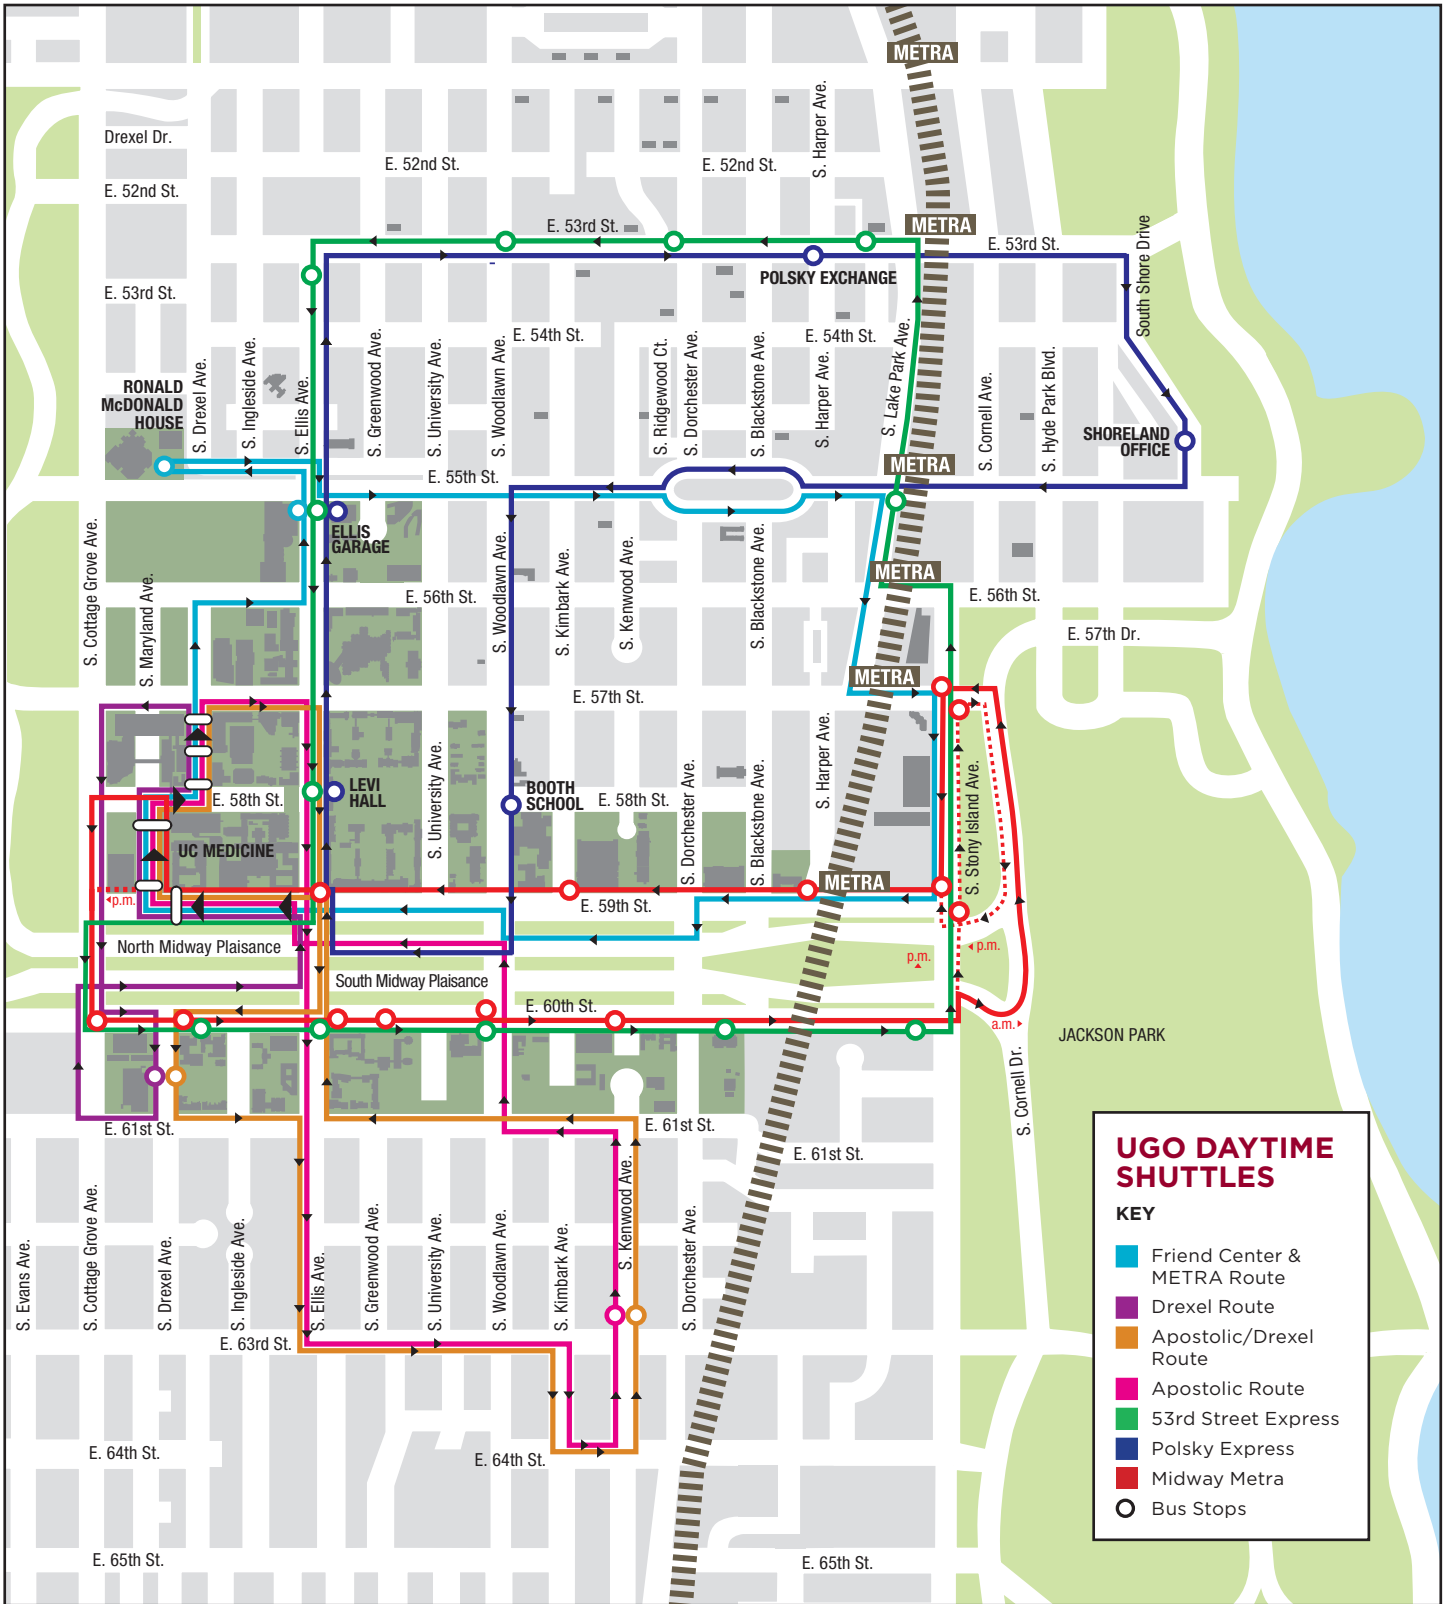 METRA
Drexel Dr.
S. Harper Ave.
E. 52nd St.
E. 52nd St.
E. 52nd St.
E. 53rd St.
METRA
E. 53rd St.
South Shore Drive
POLSKY EXCHANGE
E. 53rd St.
E. 54th St.
E. 54th St.
RONALD
McDONALD
HOUSE
S. Drexel Ave.
S. Ingleside Ave.
S. Ellis Ave.
S. Greenwood Ave.
S. University Ave.
S. Woodlawn Ave.
S. Ridgewood Ct.
S. Dorchester Ave.
S. Blackstone Ave.
S. Harper Ave.
S. Lake Park Ave.
S. Cornell Ave.
S. Hyde Park Blvd.
SHORELAND
OFFICE
METRA
E. 55th St.
ELLIS
GARAGE
S. Cottage Grove Ave.
S. Maryland Ave.
S. Woodlawn Ave.
S. Kimbark Ave.
S. Kenwood Ave.
S. Blackstone Ave.
METRA
E. 56th St.
E. 56th St.
E. 57th Dr.
METRA
E. 57th St.
S. University Ave.
S. Dorchester Ave.
S. Blackstone Ave.
S. Harper Ave.
S. Stony Island Ave.
LEVI
HALL
BOOTH
SCHOOL
E. 58th St.
E. 58th St.
UC MEDICINE
METRA
p.m.
E. 59th St.
North Midway Plaisance
p.m.
p.m.
South Midway Plaisance
E. 60th St.
a.m.
JACKSON PARK
S. Cornell Dr.
E. 61st St.
E. 61st St.
E. 61st St.
S. Evans Ave.
S. Cottage Grove Ave.
S. Drexel Ave.
S. Ingleside Ave.
S. Ellis Ave.
S. Greenwood Ave.
S. University Ave.
S. Woodlawn Ave.
S. Kimbark Ave.
S. Kenwood Ave.
S. Dorchester Ave.
E. 63rd St.
E. 64th St.
E. 64th St.
E. 65th St.
E. 65th St.
UGO DAYTIME
SHUTTLES
KEY
Friend Center &
METRA Route
Drexel Route
Apostolic/Drexel
Route
Apostolic Route
53rd Street Express
Polsky Express
Midway Metra
Bus Stops